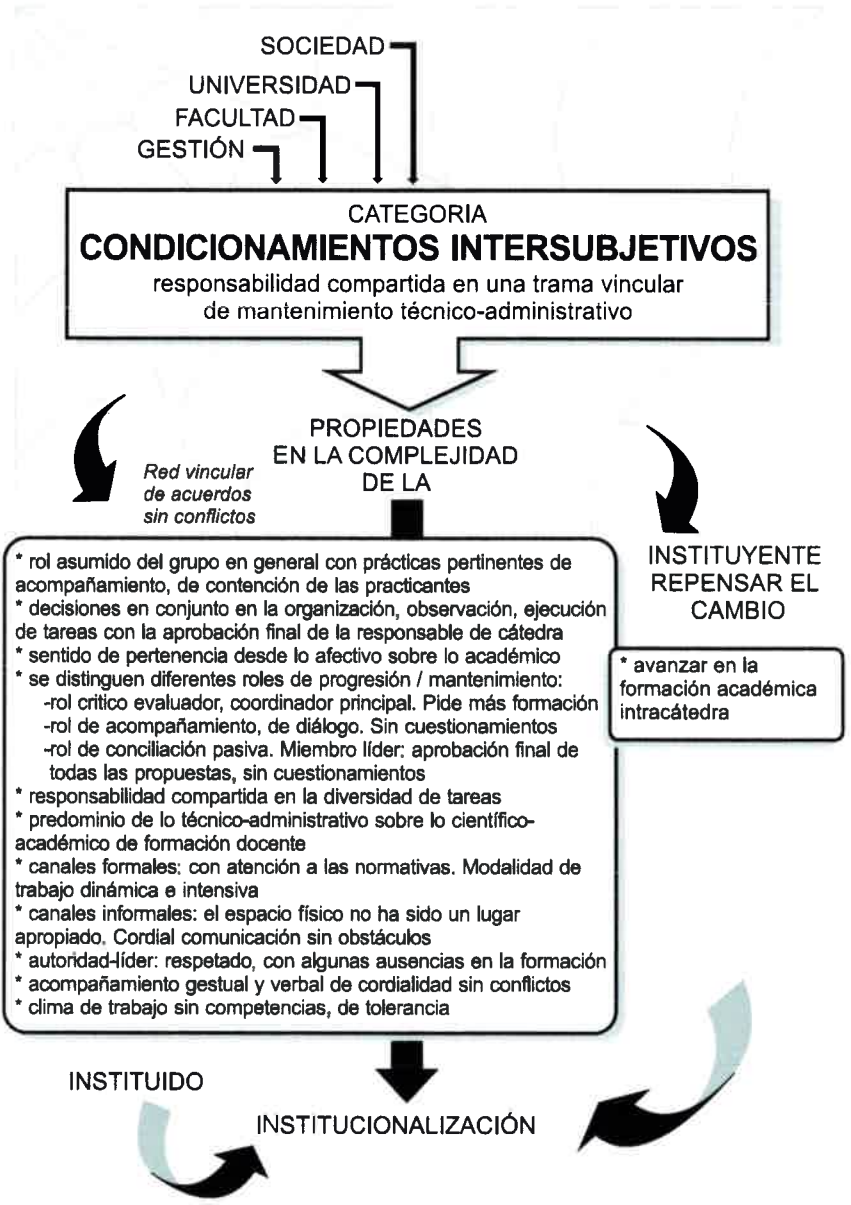 SOCIEDAD
UNIVERSIDAD
FACULTAD
GESTIÓN
CATEGORIA
CONDICIONAMIENTOS INTERSUBJETIVOS
responsabilidad compartida en una trama vincular
de mantenimiento técnico-administrativo
PROPIEDADES
EN LA COMPLEJIDAD
DE LA
Red vincular
de acuerdos
sin conflictos
* rol asumido del grupo en general con prácticas pertinentes de
acompañamiento, de contención de las practicantes
* decisiones en conjunto en la organización, observación, ejecución
de tareas con la aprobación final de la responsable de cátedra
* sentido de pertenencia desde lo afectivo sobre lo académico
* se distinguen diferentes roles de progresión / mantenimiento:
-rol critico evaluador, coordinador principal. Pide más formación
-rol de acompañamiento, de diálogo. Sin cuestionamientos
-rol de conciliación pasiva. Miembro líder: aprobación final de
todas las propuestas, sin cuestionamientos
* responsabilidad compartida en la diversidad de tareas
* predominio de lo técnico-administrativo sobre lo científico-
académico de formación docente
* canales formales: con atención a las normativas. Modalidad de
trabajo dinámica e intensiva
* canales informales: el espacio físico no ha sido un lugar
apropiado. Cordial comunicación sin obstáculos
* autoridad-líder: respetado, con algunas ausencias en la formación
* acompañamiento gestual y verbal de cordialidad sin conflictos
* clima de trabajo sin competencias, de tolerancia
INSTITUYENTE
REPENSAR EL
CAMBIO
* avanzar en la
formación académica
intracátedra
INSTITUIDO
INSTITUCIONALIZACIÓN